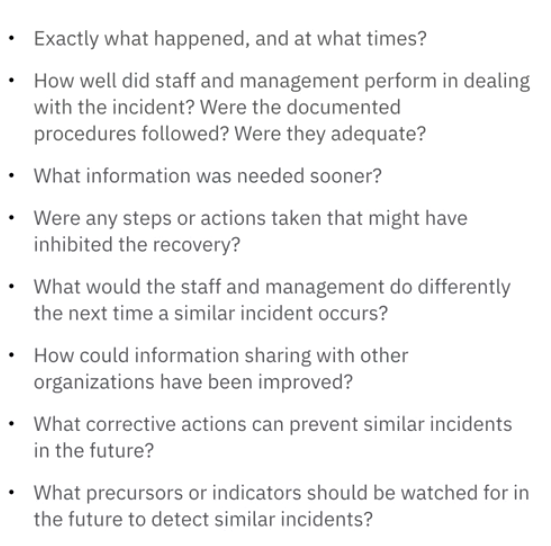 • Exactly what happened, and at what times?
• How well did staff and management perform in dealing
with the incident? Were the documented
procedures followed? Were they adequate?
• What information was needed sooner?
• Were any steps or actions taken that might have
inhibited the recovery?
• What would the staff and management do differently
the next time a similar incident occurs?
• How could information sharing with other
organizations have been improved?
• What corrective actions can prevent similar incidents
in the future?
• What precursors or indicators should be watched for in
the future to detect similar incidents?